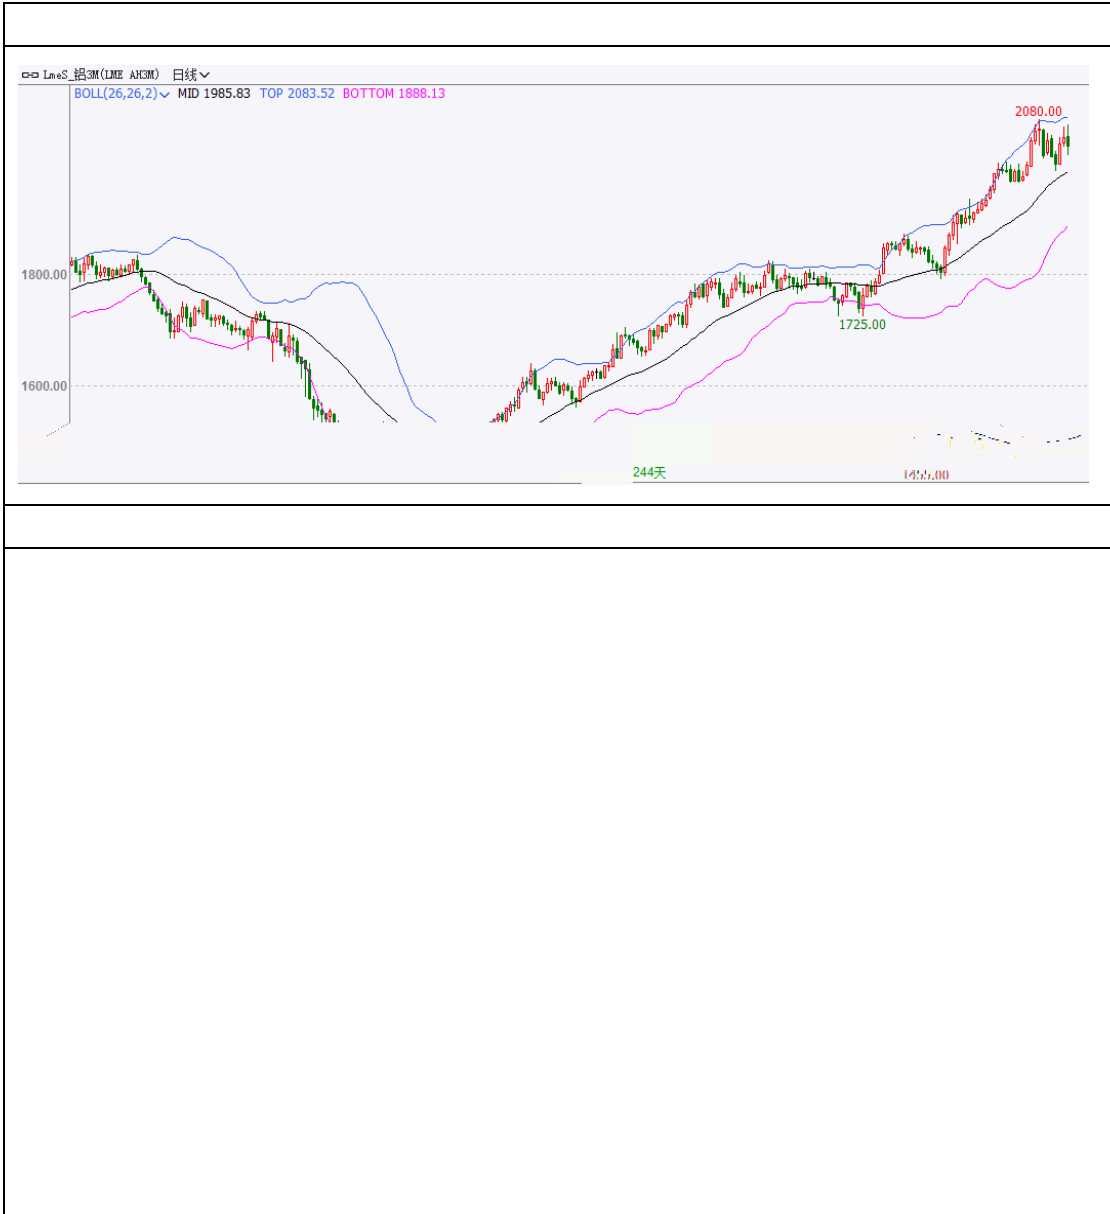 LmeS_铝3M(LME AH3M) 日线
BOLL(26,26,2) MID 1985.83 TOP 2083.52 BOTTOM 1888.13
2080.00
1800.00
1725.00
1600.00
244天